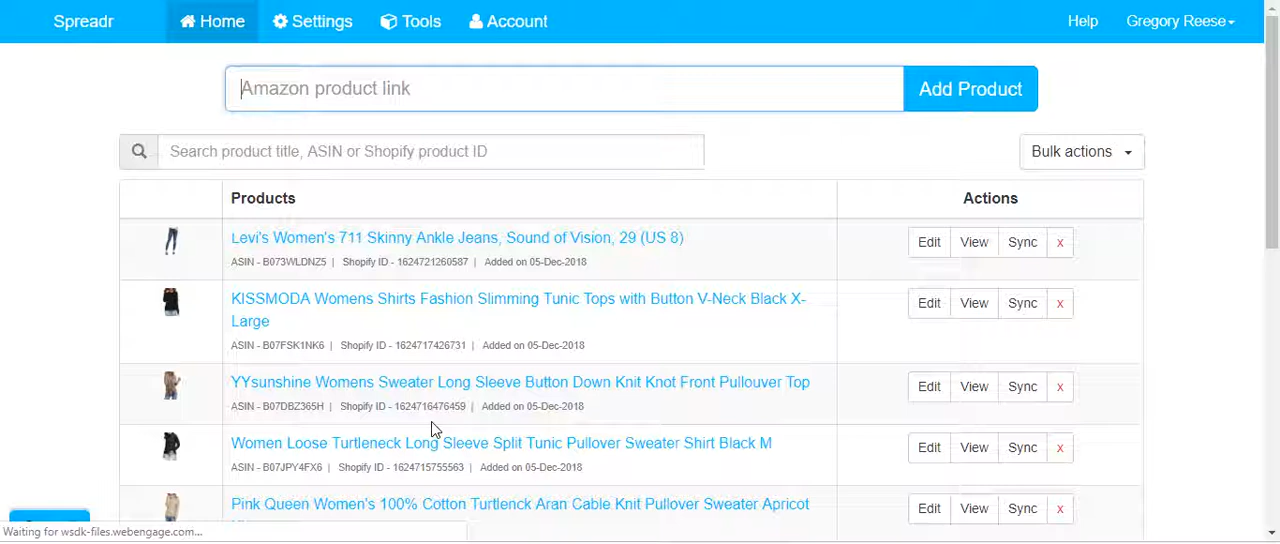 Spreadr Home Settings Tools Account Help Gregory Reese
Amazon product link Add Product
Search product title, ASIN or Shopify product ID Bulk actions
Products Actions
Levi's Women's 711 Skinny Ankle Jeans, Sound of Vision, 29 (US 8)
Edit View Sync x
ASIN - B073WLDNZ5 | Shopify ID - 1624721260587 | Added on 05-Dec-2018
KISSMODA Womens Shirts Fashion Slimming Tunic Tops with Button V-Neck Black X-
Large
Edit View Sync x
ASIN - B07FSK1NK6 | Shopify ID - 1624717426731 | Added on 05-Dec-2018
YYsunshine Womens Sweater Long Sleeve Button Down Knit Knot Front Pullouver Top
Edit View Sync x
ASIN - B07DBZ365H | Shopify ID - 1624716476459 | Added on 05-Dec-2018
Women Loose Turtleneck Long Sleeve Split Tunic Pullover Sweater Shirt Black M
Edit View Sync x
ASIN - B07JPY4FX6 | Shopify ID - 1624715755563 | Added on 05-Dec-2018
Pink Queen Women's 100% Cotton Turtlenck Aran Cable Knit Pullover Sweater Apricot
Edit View Sync x
Waiting for wsdk-files.webengage.com...